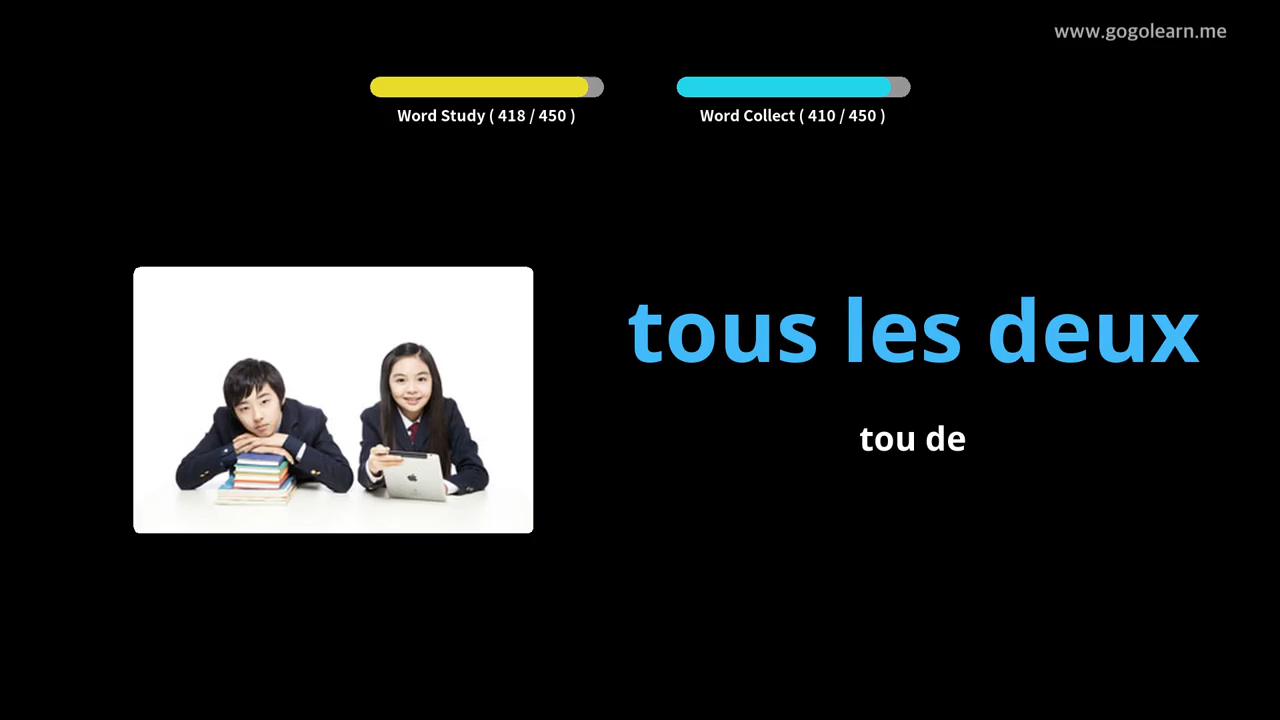 www.gogolearn.me
Word Study ( 418 / 450 )
Word Collect ( 410 / 450 )
tous les deux
tou de